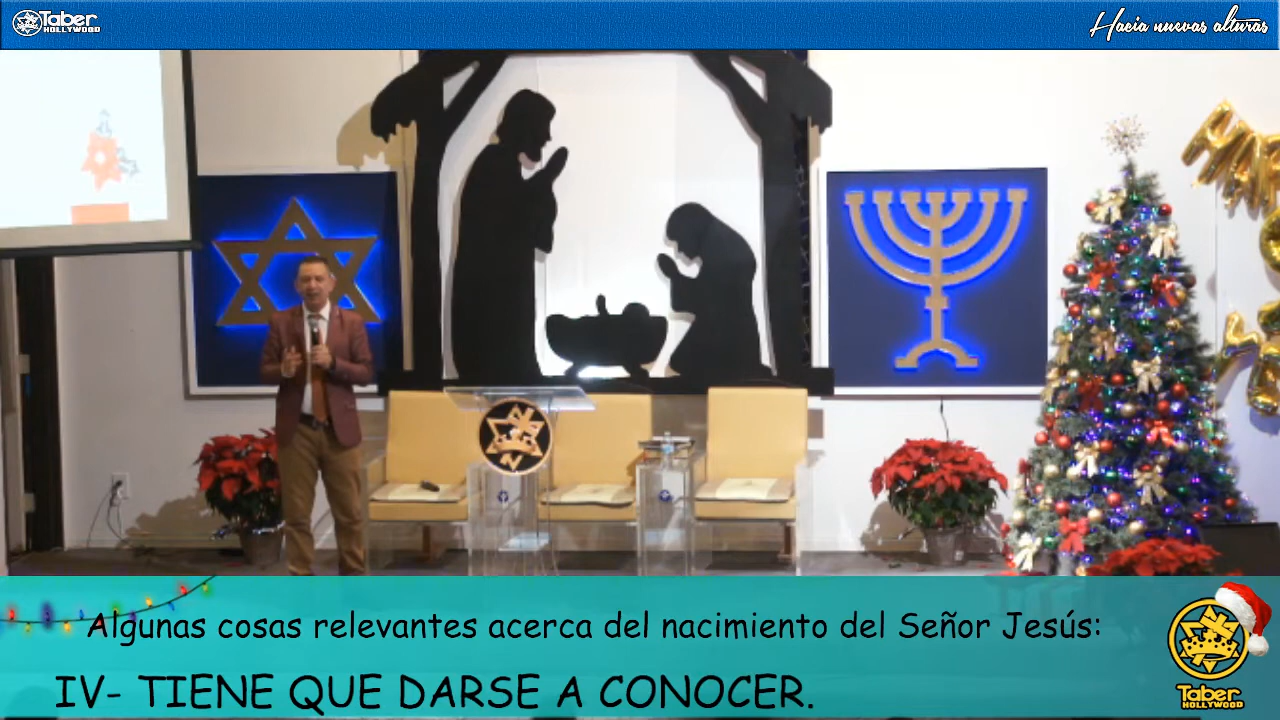 Taber
HOLLYWOOD
Hacia nuevas alturas
Algunas cosas relevantes acerca del nacimiento del Señor Jesús:
IV- TIENE QUE DARSE A CONOCER.
Taber
HOLLYWOOD